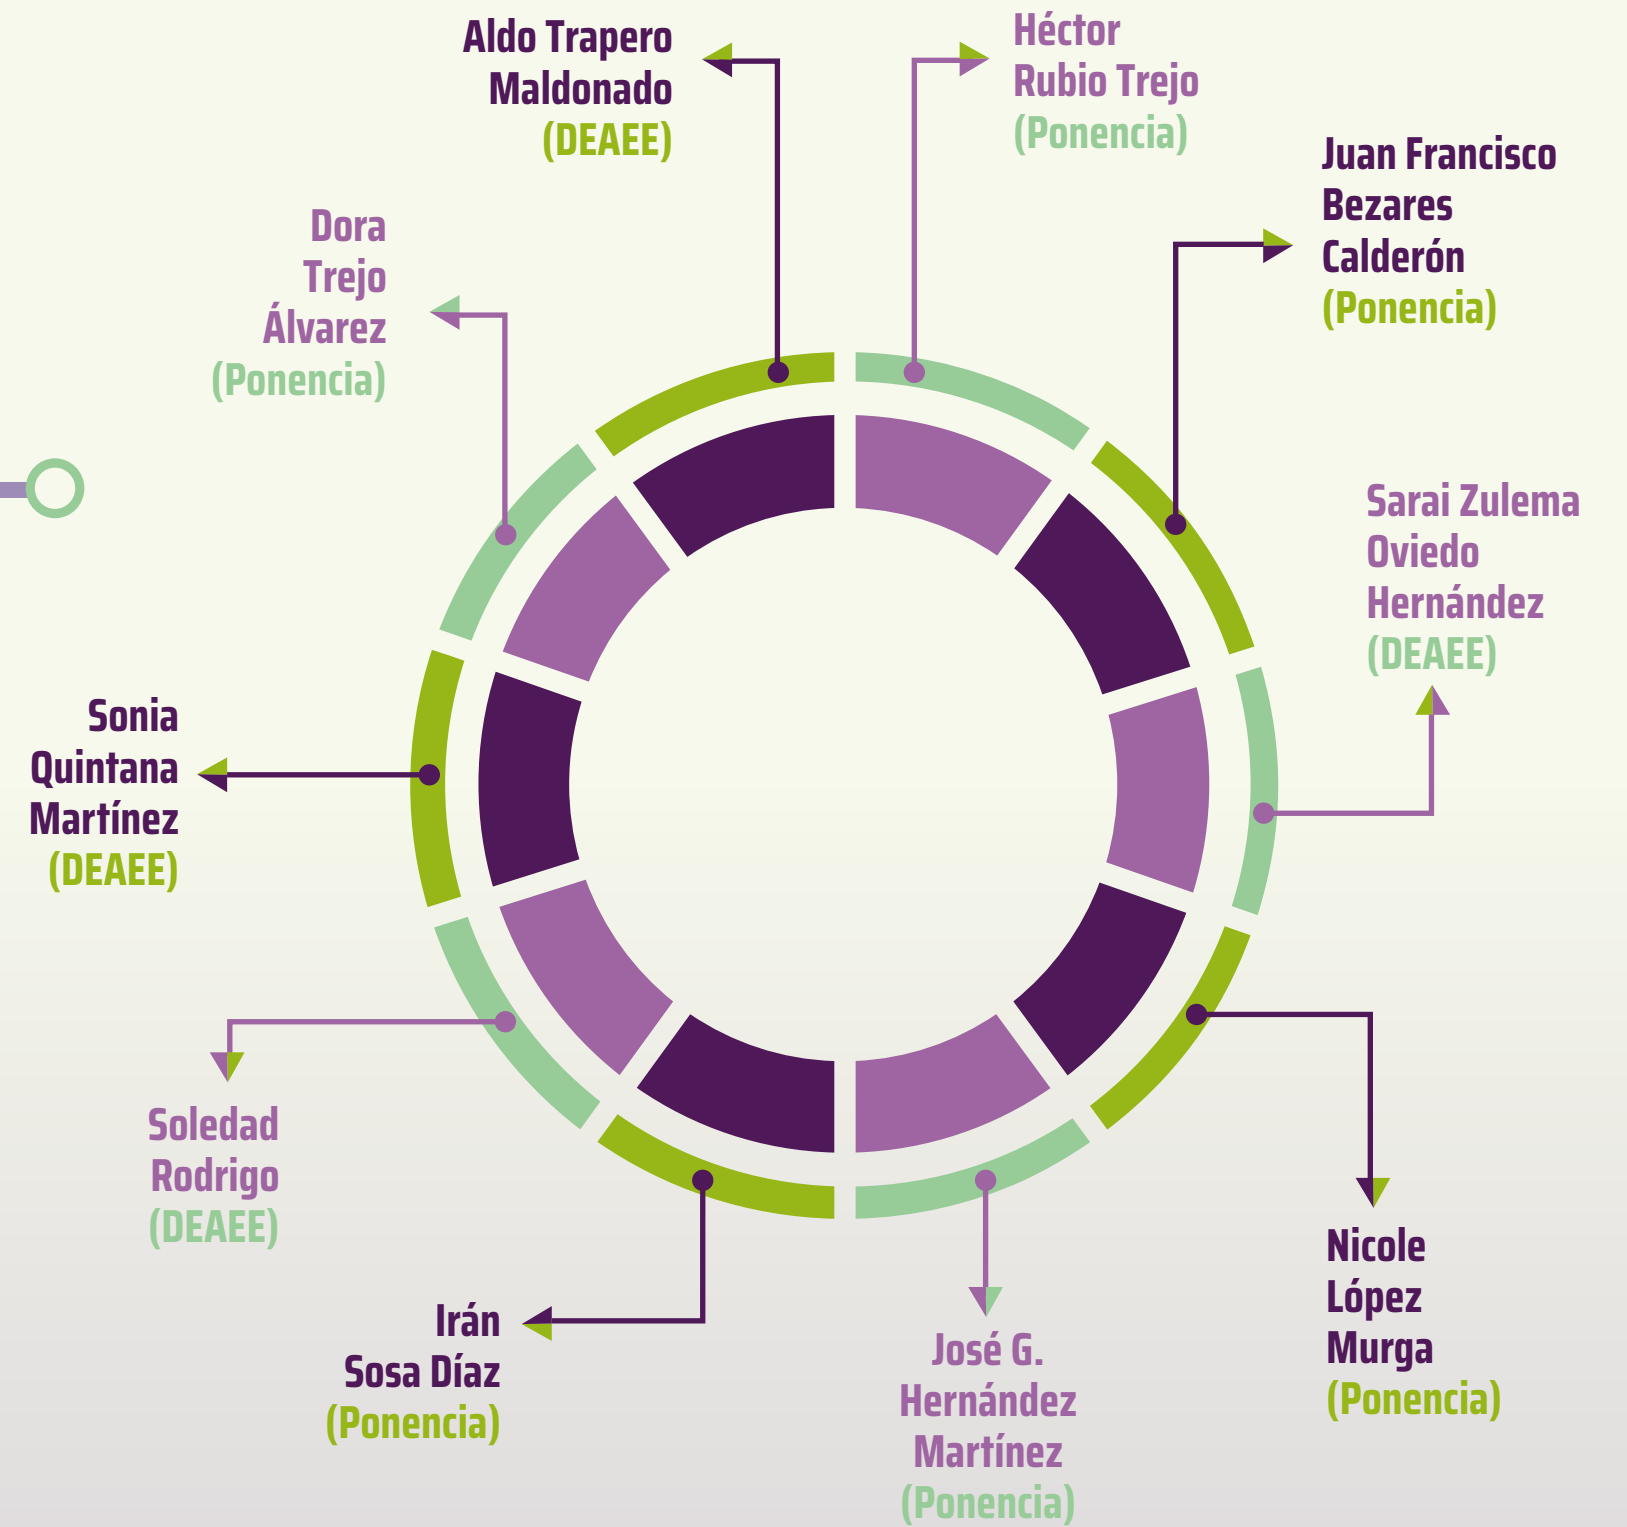 Aldo Trapero
Maldonado
(DEAEE)
Héctor
Rubio Trejo
(Ponencia)
Juan Francisco
Bezares
Calderón
(Ponencia)
Dora
Trejo
Álvarez
(Ponencia)
Sarai Zulema
Oviedo
Hernández
(DEAEE)
Sonia
Quintana
Martínez
(DEAEE)
Soledad
Rodrigo
(DEAEE)
Nicole
López
Murga
(Ponencia)
Irán
Sosa Díaz
(Ponencia)
José G.
Hernández
Martínez
(Ponencia)